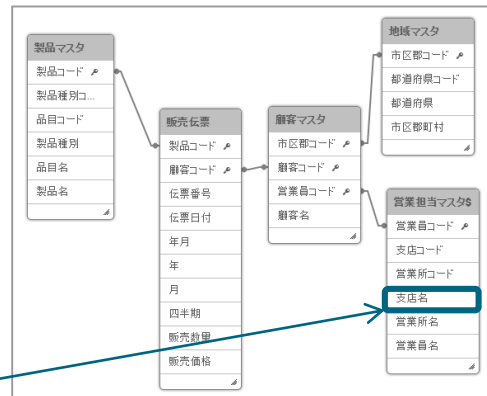 製品マスタ
製品コード
製品種別コ...
品目コード
製品種別
品目名
製品名
販売伝票
製品コード
顧客コード
伝票番号
伝票日付
年月
年
月
四半期
販売数量
販売価格
顧客マスタ
市区郡コード
顧客コード
営業員コード
顧客名
地域マスタ
市区郡コード
都道府県コード
都道府県
市区郡町村
営業担当マスタ$
営業員コード
支店コード
営業所コード
支店名
営業所名
営業員名